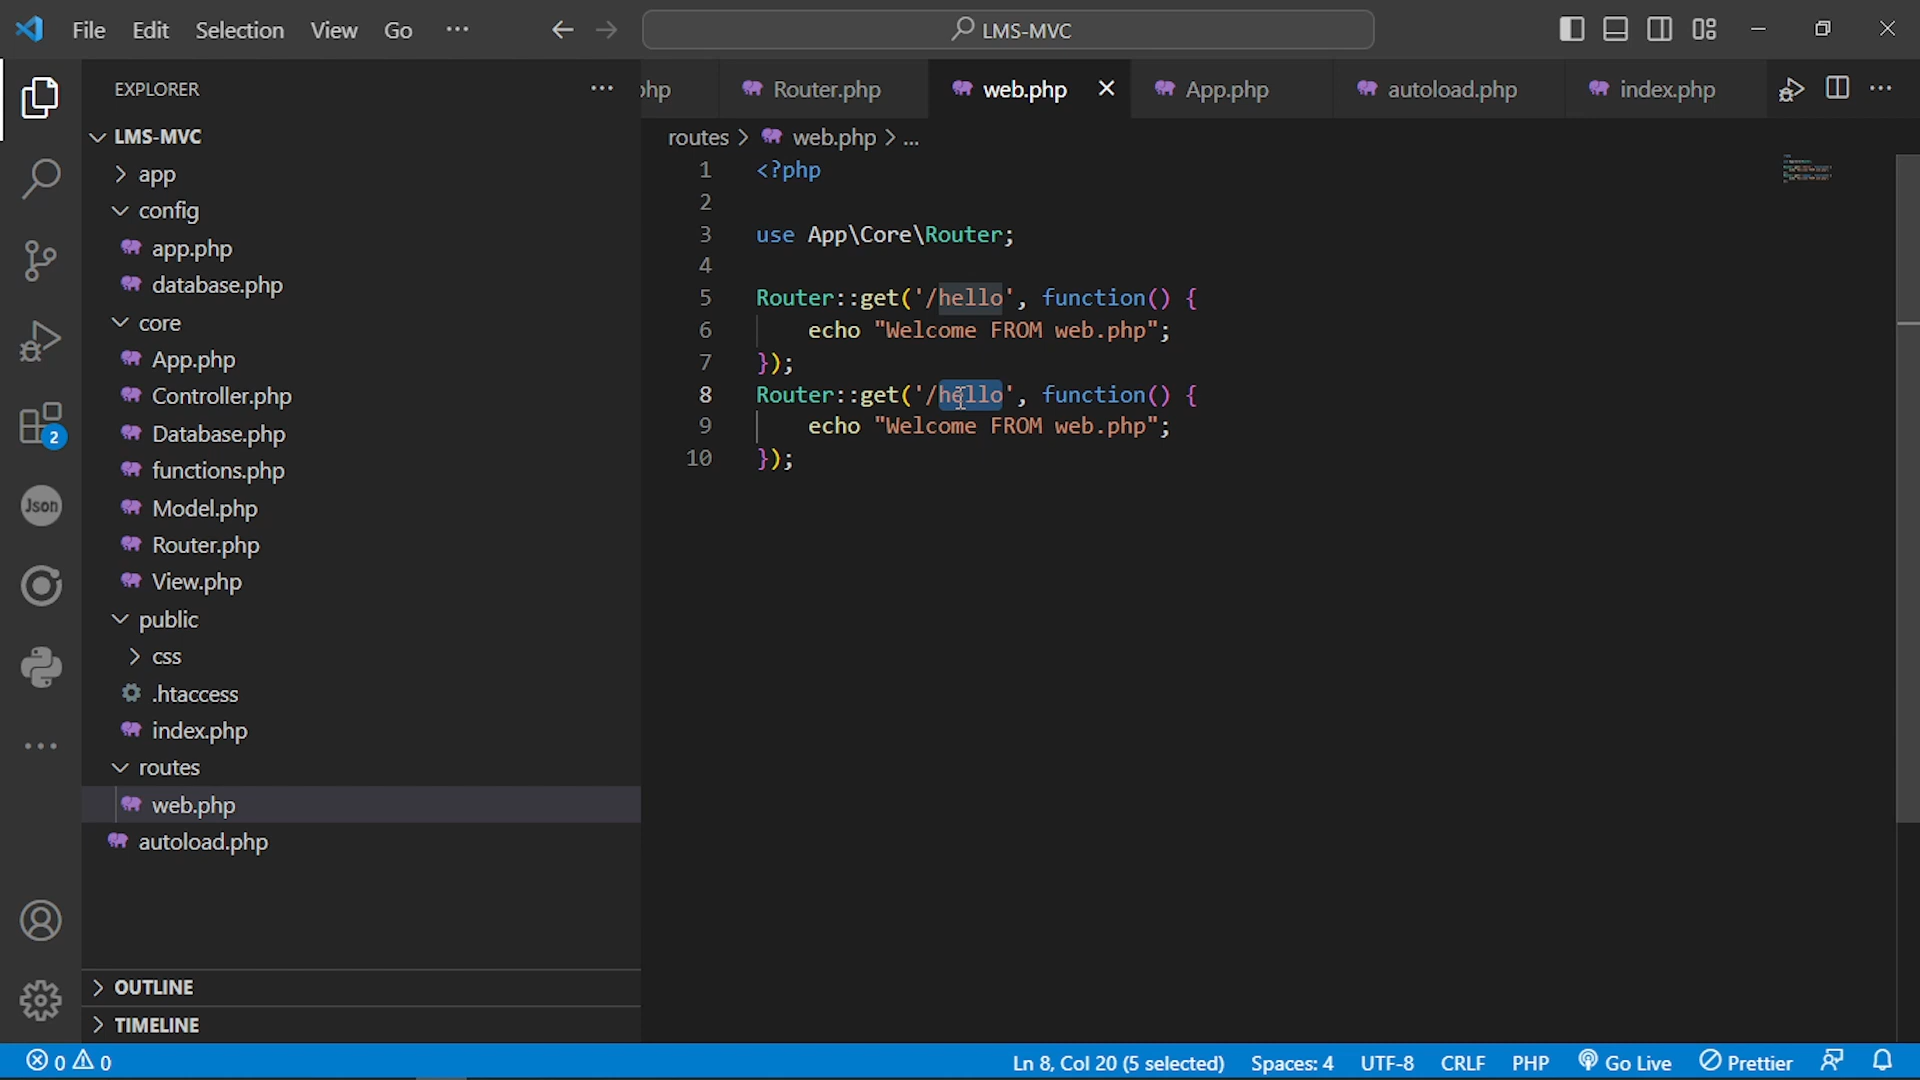 File Edit Selection View Go ··· LMS-MVC
EXPLORER ···
LMS-MVC
app
config
app.php
database.php
core
App.php
Controller.php
Database.php
functions.php
Model.php
Router.php
View.php
public
css
.htaccess
index.php
routes
web.php
autoload.php
OUTLINE
TIMELINE
2
Json
php Router.php web.php App.php autoload.php index.php ···
routes > web.php > ...
1 <?php
2
3 use App\Core\Router;
4
5 Router::get('/hello', function() {
6 echo "Welcome FROM web.php";
7 });
8 Router::get('/hello', function() {
9 echo "Welcome FROM web.php";
10 });
0 0 Ln 8, Col 20 (5 selected) Spaces: 4 UTF-8 CRLF PHP Go Live Prettier